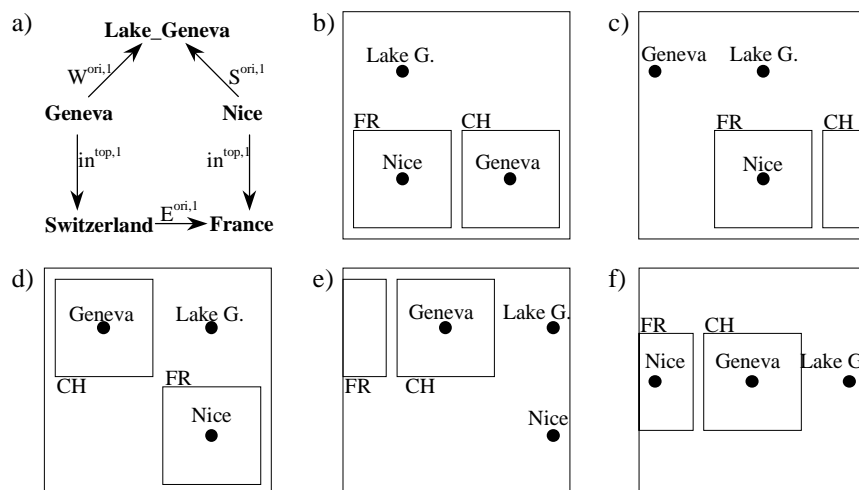 a)
Lake_Geneva
W^ori,1 S^ori,1
Geneva Nice
in^top,1 in^top,1
Switzerland E^ori,1 France
b)
Lake G.
FR CH
Nice Geneva
c)
Geneva Lake G.
FR CH
Nice
d)
Geneva Lake G.
CH FR
Nice
e)
Geneva Lake G.
FR CH
Nice
f)
FR CH
Nice Geneva Lake G